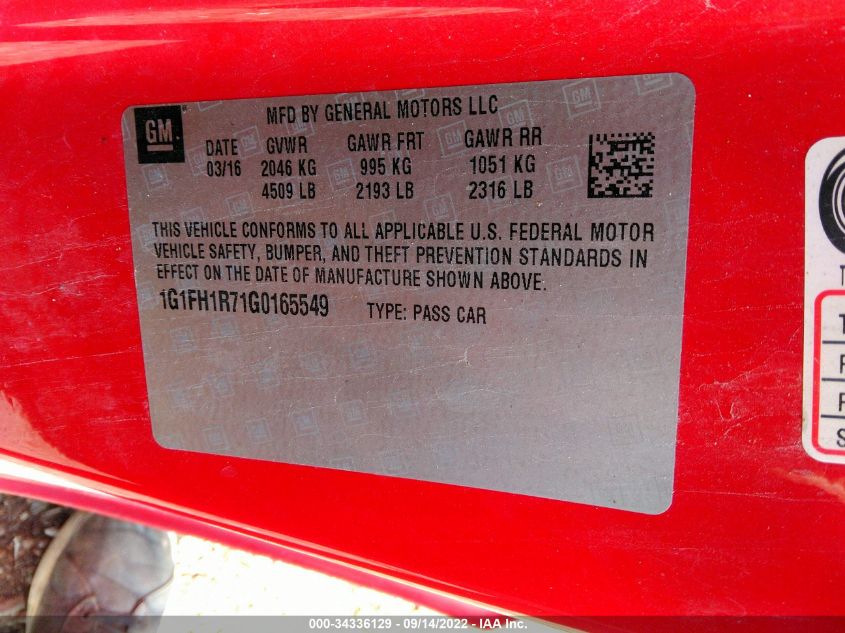 MFD BY GENERAL MOTORS LLC
GM
DATE GVWR GAWR FRT GAWR RR
03/16 2046 KG 995 KG 1051 KG
4509 LB 2193 LB 2316 LB
THIS VEHICLE CONFORMS TO ALL APPLICABLE U.S. FEDERAL MOTOR
VEHICLE SAFETY, BUMPER, AND THEFT PREVENTION STANDARDS IN
EFFECT ON THE DATE OF MANUFACTURE SHOWN ABOVE.
1G1FH1R71G0165549 TYPE: PASS CAR
000-34336129 - 09/14/2022 - IAA Inc.